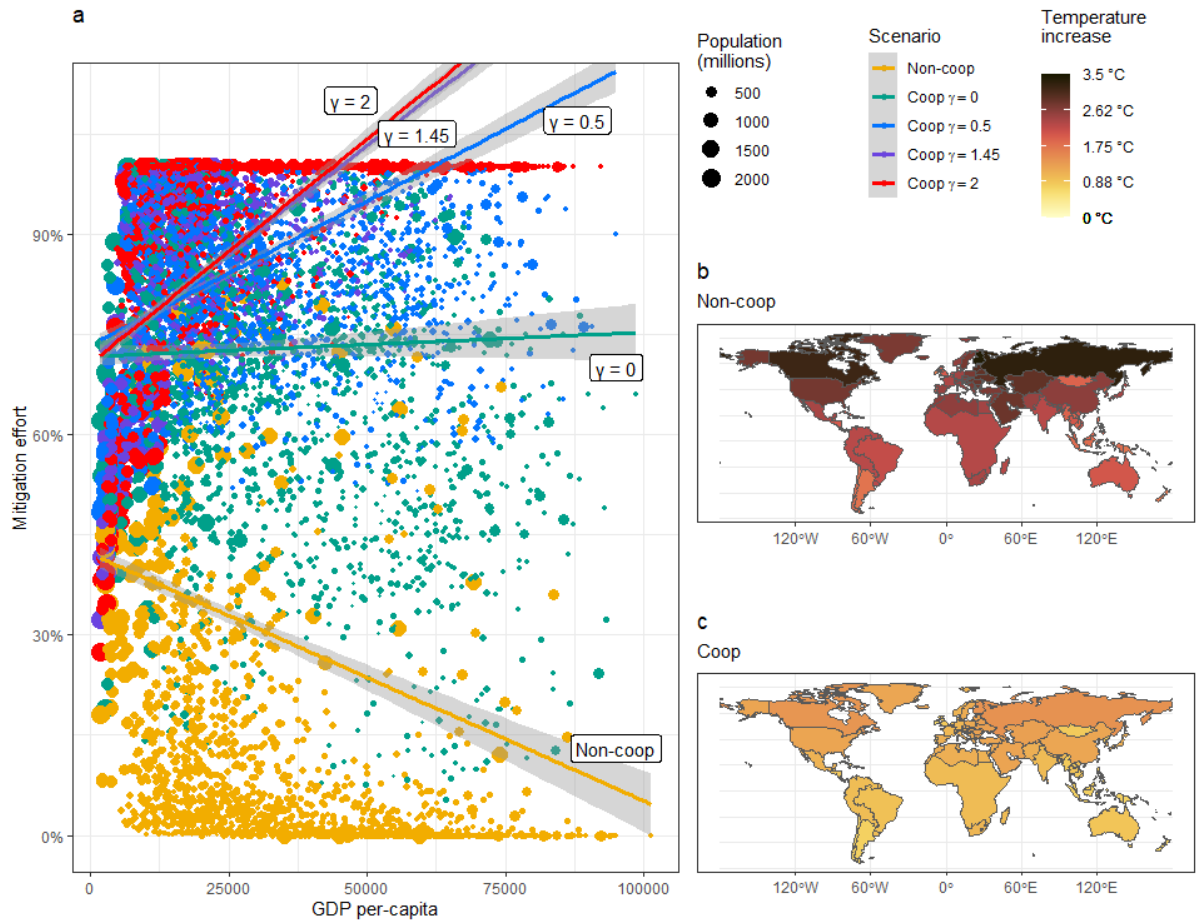 a
γ = 2
γ = 1.45
γ = 0.5
γ = 0
Non-coop
90%
60%
30%
0%
Mitigation effort
0
25000
50000
75000
100000
GDP per-capita
Population
(millions)
500
1000
1500
2000
Scenario
Non-coop
Coop γ = 0
Coop γ = 0.5
Coop γ = 1.45
Coop γ = 2
Temperature
increase
3.5 °C
2.62 °C
1.75 °C
0.88 °C
0 °C
b
Non-coop
120°W
60°W
0°
60°E
120°E
c
Coop
120°W
60°W
0°
60°E
120°E